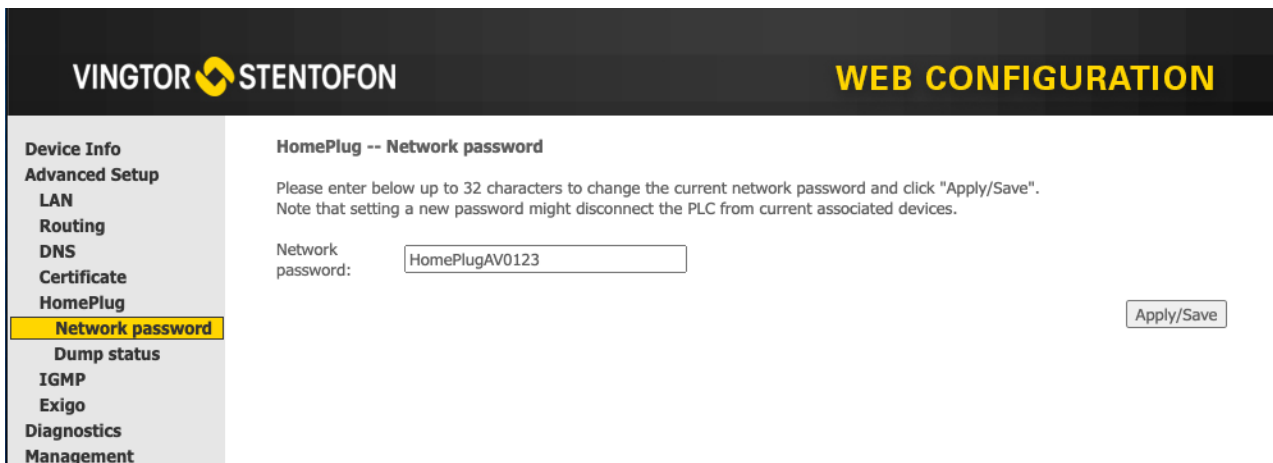 VINGTOR STENTOFON
WEB CONFIGURATION
Device Info
Advanced Setup
LAN
Routing
DNS
Certificate
HomePlug
Network password
Dump status
IGMP
Exigo
Diagnostics
Management
HomePlug -- Network password
Please enter below up to 32 characters to change the current network password and click "Apply/Save".
Note that setting a new password might disconnect the PLC from current associated devices.
Network
password:
HomePlugAV0123
Apply/Save